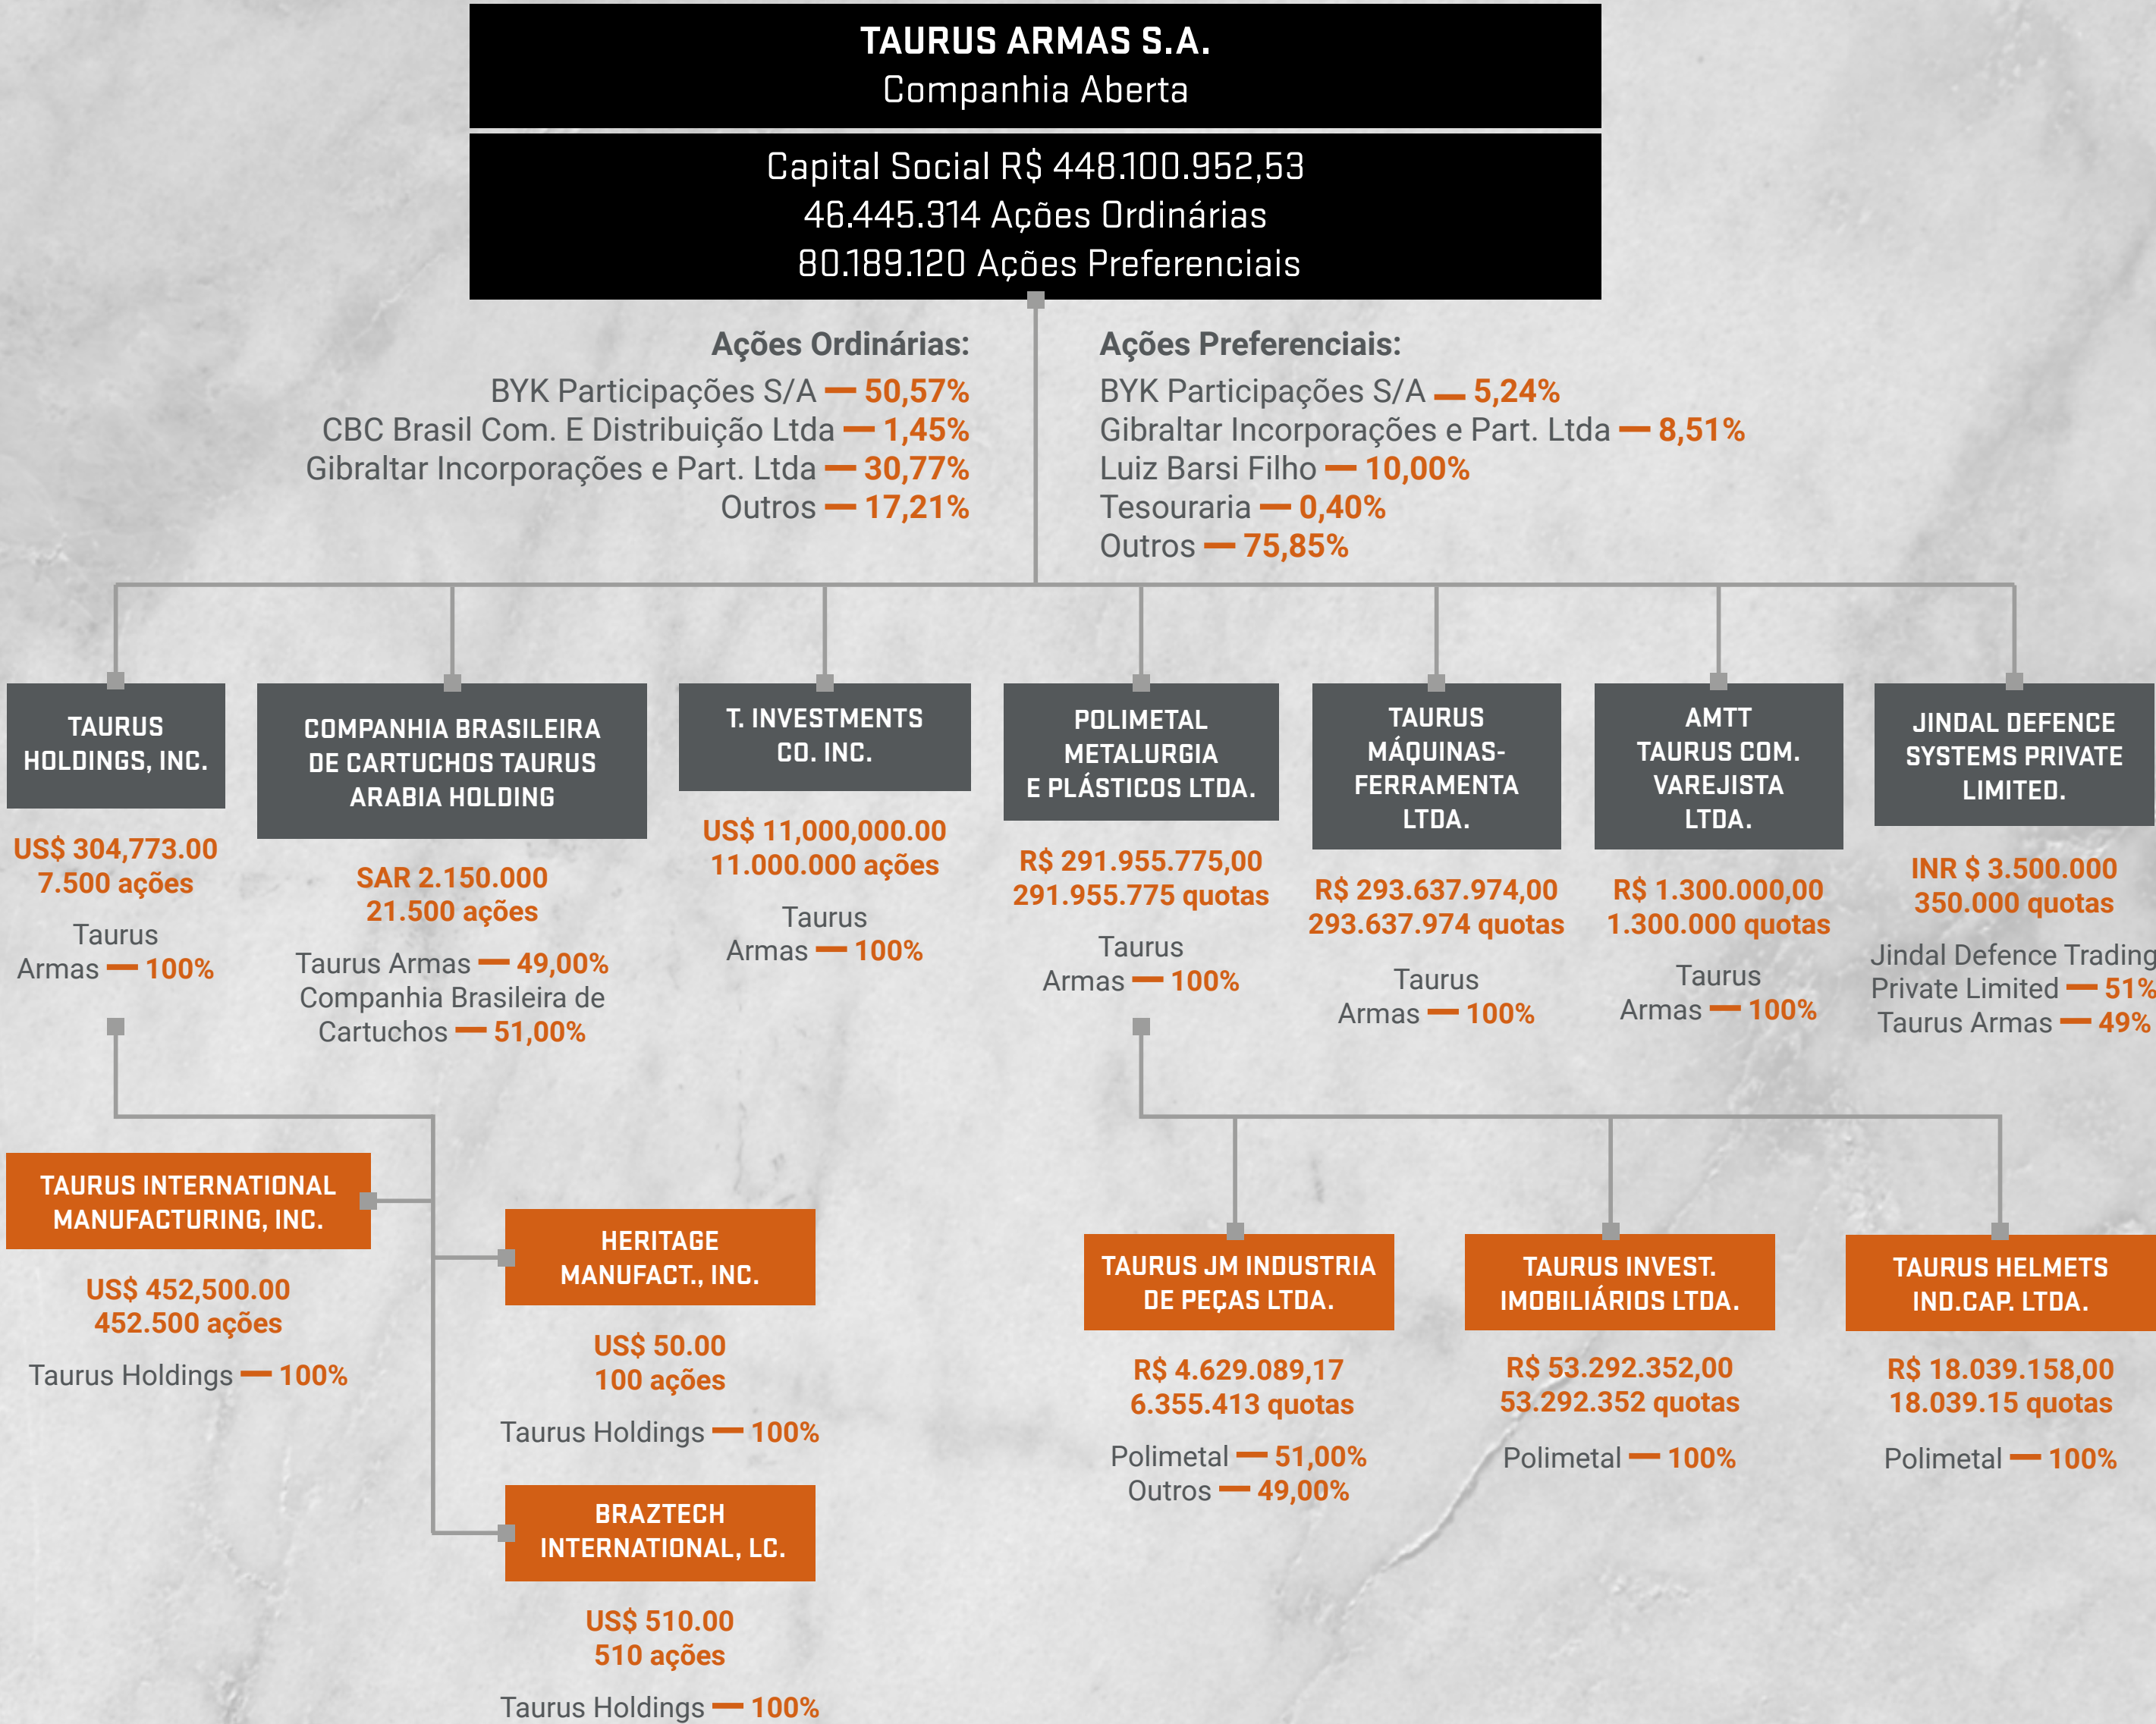 TAURUS ARMAS S.A.
Companhia Aberta
Capital Social R$ 448.100.952,53
46.445.314 Ações Ordinárias
80.189.120 Ações Preferenciais
Ações Ordinárias:
BYK Participações S/A — 50,57%
CBC Brasil Com. E Distribuição Ltda — 1,45%
Gibraltar Incorporações e Part. Ltda — 30,77%
Outros — 17,21%
Ações Preferenciais:
BYK Participações S/A — 5,24%
Gibraltar Incorporações e Part. Ltda — 8,51%
Luiz Barsi Filho — 10,00%
Tesouraria — 0,40%
Outros — 75,85%
TAURUS
HOLDINGS, INC.
US$ 304,773.00
7.500 ações
Taurus
Armas — 100%
COMPANHIA BRASILEIRA
DE CARTUCHOS TAURUS
ARABIA HOLDING
SAR 2.150.000
21.500 ações
Taurus Armas — 49,00%
Companhia Brasileira de
Cartuchos — 51,00%
T. INVESTMENTS
CO. INC.
US$ 11,000,000.00
11.000.000 ações
Taurus
Armas — 100%
POLIMETAL
METALURGIA
E PLÁSTICOS LTDA.
R$ 291.955.775,00
291.955.775 quotas
Taurus
Armas — 100%
TAURUS
MÁQUINAS-
FERRAMENTA
LTDA.
R$ 293.637.974,00
293.637.974 quotas
Taurus
Armas — 100%
AMTT
TAURUS COM.
VAREJISTA
LTDA.
R$ 1.300.000,00
1.300.000 quotas
Taurus
Armas — 100%
JINDAL DEFENCE
SYSTEMS PRIVATE
LIMITED.
INR $ 3.500.000
350.000 quotas
Jindal Defence Trading
Private Limited — 51%
Taurus Armas — 49%
TAURUS INTERNATIONAL
MANUFACTURING, INC.
US$ 452,500.00
452.500 ações
Taurus Holdings — 100%
HERITAGE
MANUFACT., INC.
US$ 50.00
100 ações
Taurus Holdings — 100%
BRAZTECH
INTERNATIONAL, LC.
US$ 510.00
510 ações
Taurus Holdings — 100%
TAURUS JM INDUSTRIA
DE PEÇAS LTDA.
R$ 4.629.089,17
6.355.413 quotas
Polimetal — 51,00%
Outros — 49,00%
TAURUS INVEST.
IMOBILIÁRIOS LTDA.
R$ 53.292.352,00
53.292.352 quotas
Polimetal — 100%
TAURUS HELMETS
IND.CAP. LTDA.
R$ 18.039.158,00
18.039.15 quotas
Polimetal — 100%